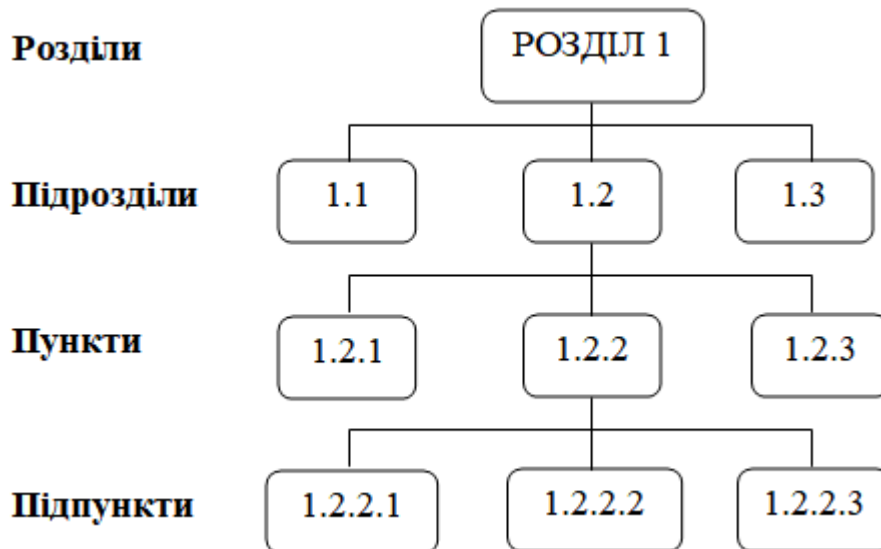 Розділи
РОЗДІЛ 1
Підрозділи
1.1
1.2
1.3
Пункти
1.2.1
1.2.2
1.2.3
Підпункти
1.2.2.1
1.2.2.2
1.2.2.3